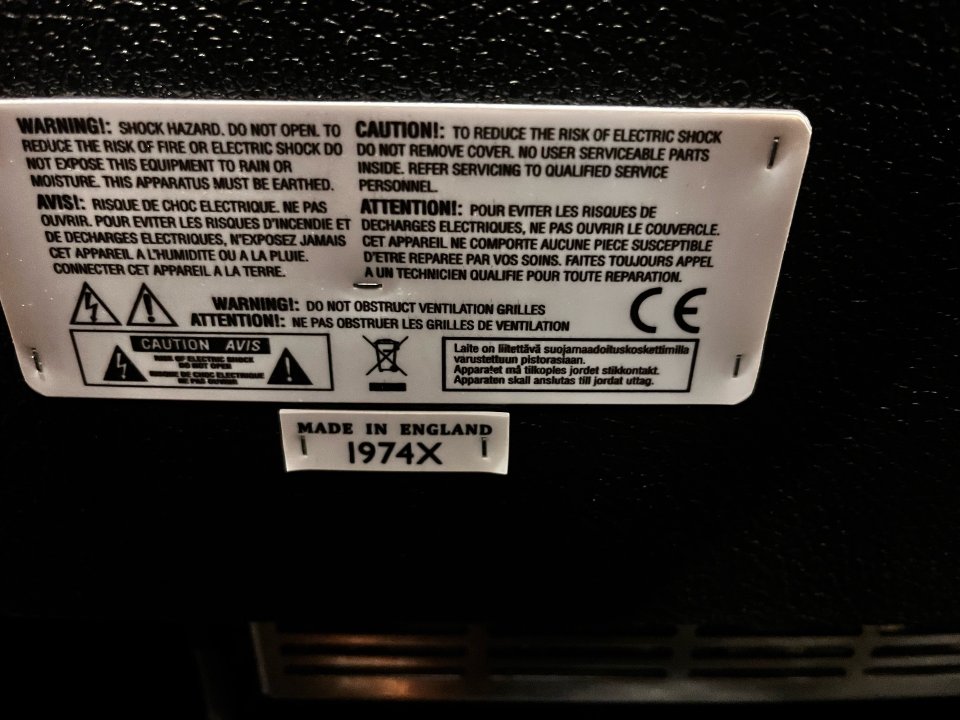 WARNING!: SHOCK HAZARD. DO NOT OPEN. TO
REDUCE THE RISK OF FIRE OR ELECTRIC SHOCK DO
NOT EXPOSE THIS EQUIPMENT TO RAIN OR
MOISTURE. THIS APPARATUS MUST BE EARTHED.
AVIS!: RISQUE DE CHOC ELECTRIQUE. NE PAS
OUVRIR. POUR EVITER LES RISQUES D'INCENDIE ET
DE DECHARGES ELECTRIQUES, N'EXPOSEZ JAMAIS
CET APPAREIL A L'HUMIDITE OU A LA PLUIE.
CONNECTER CET APPAREIL A LA TERRE.
CAUTION!: TO REDUCE THE RISK OF ELECTRIC SHOCK
DO NOT REMOVE COVER. NO USER SERVICEABLE PARTS
INSIDE. REFER SERVICING TO QUALIFIED SERVICE
PERSONNEL.
ATTENTION!: POUR EVITER LES RISQUES DE
DECHARGES ELECTRIQUES, NE PAS OUVRIR LE COUVERCLE.
CET APPAREIL NE COMPORTE AUCUNE PIECE SUSCEPTIBLE
D'ETRE REPAREE PAR VOS SOINS. FAITES TOUJOURS APPEL
A UN TECHNICIEN QUALIFIE POUR TOUTE REPARATION.
WARNING!: DO NOT OBSTRUCT VENTILATION GRILLES
ATTENTION!: NE PAS OBSTRUER LES GRILLES DE VENTILATION
CE
CAUTION AVIS
RISK OF ELECTRIC SHOCK
DO NOT OPEN
RISQUE DE CHOC ELECTRIQUE
NE PAS OUVRIR
Laite on liitettävä suojamaadoituskoskettimilla
varustettuun pistorasiaan.
Apparatet må tilkoples jordet stikkontakt.
Apparaten skall anslutas till jordat uttag.
MADE IN ENGLAND
1974X